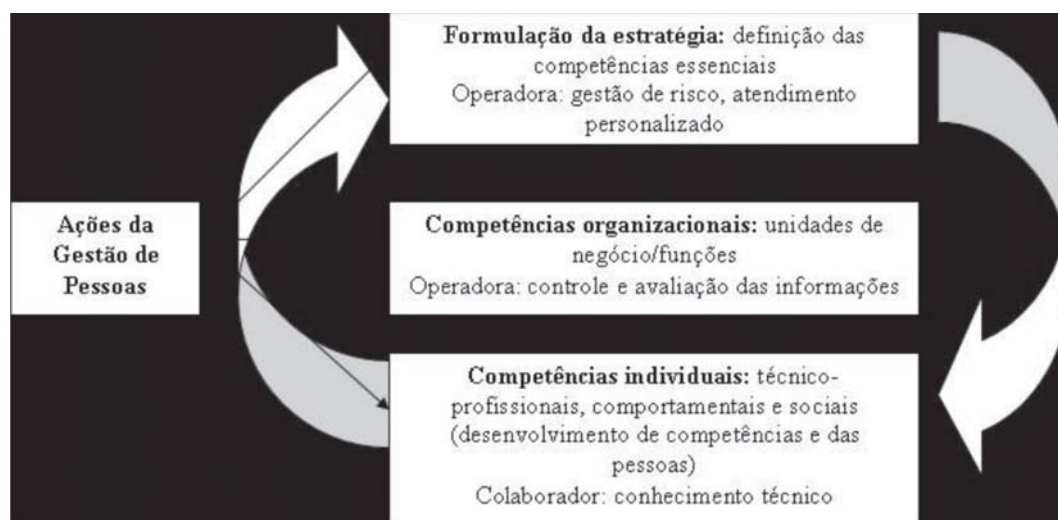 Formulação da estratégia: definição das
competências essenciais
Operadora: gestão de risco, atendimento
personalizado
Ações da
Gestão de
Pessoas
Competências organizacionais: unidades de
negócio/funções
Operadora: controle e avaliação das informações
Competências individuais: técnico-
profissionais, comportamentais e sociais
(desenvolvimento de competências e das
pessoas)
Colaborador: conhecimento técnico